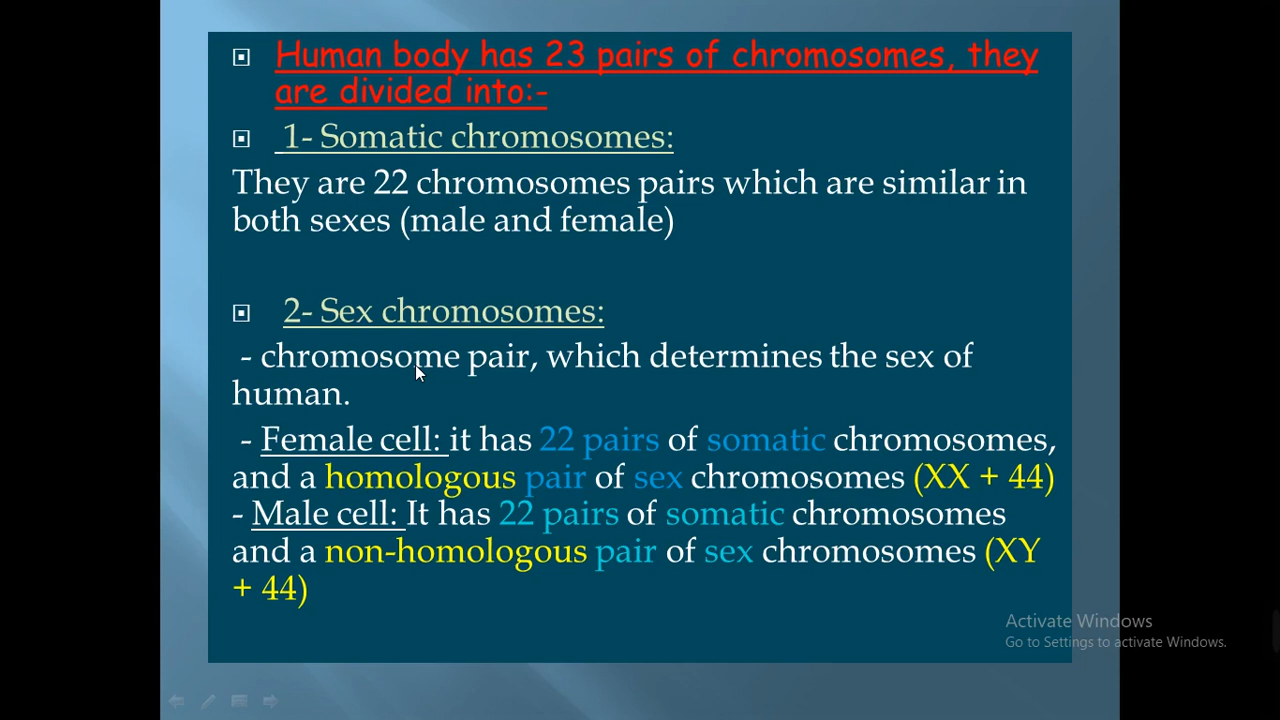 Human body has 23 pairs of chromosomes, they
are divided into:-
1- Somatic chromosomes:
They are 22 chromosomes pairs which are similar in
both sexes (male and female)
2- Sex chromosomes:
- chromosome pair, which determines the sex of
human.
- Female cell: it has 22 pairs of somatic chromosomes,
and a homologous pair of sex chromosomes (XX + 44)
- Male cell: It has 22 pairs of somatic chromosomes
and a non-homologous pair of sex chromosomes (XY
+ 44)
Activate Windows
Go to Settings to activate Windows.